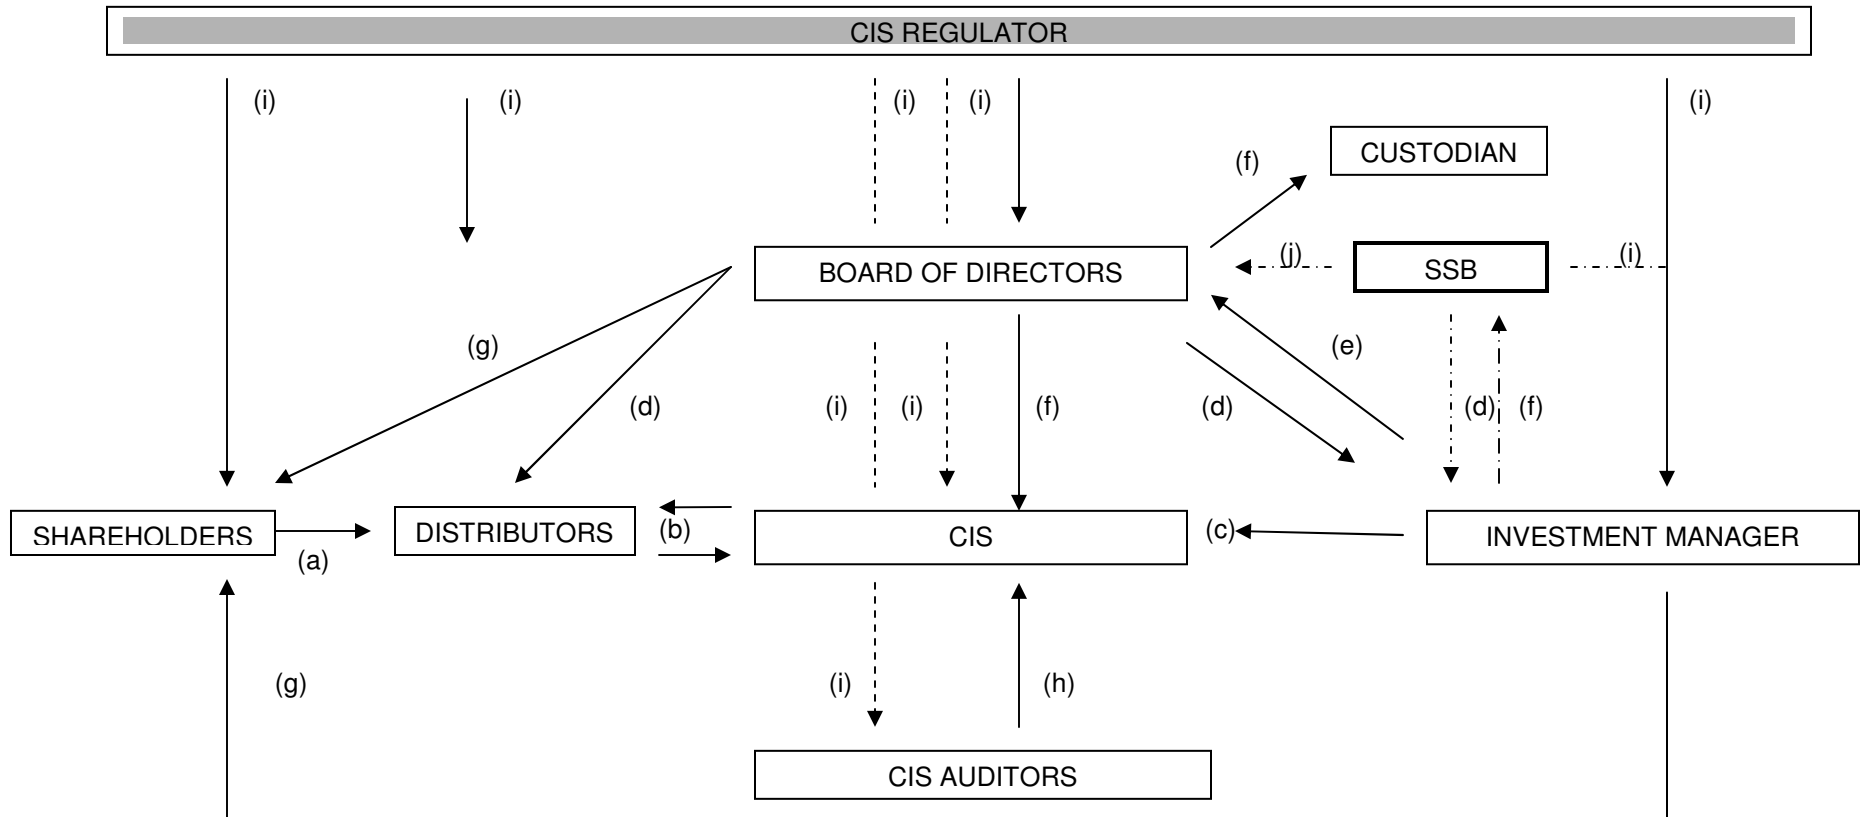 CIS REGULATOR
(i)
(i)
(i)
(i)
(i)
CUSTODIAN
(f)
BOARD OF DIRECTORS
(j)
SSB
(i)
(g)
(e)
(d)
(i)
(i)
(f)
(d)
(d)
(f)
SHAREHOLDERS
(a)
DISTRIBUTORS
(b)
CIS
(c)
INVESTMENT MANAGER
(g)
(i)
(h)
CIS AUDITORS